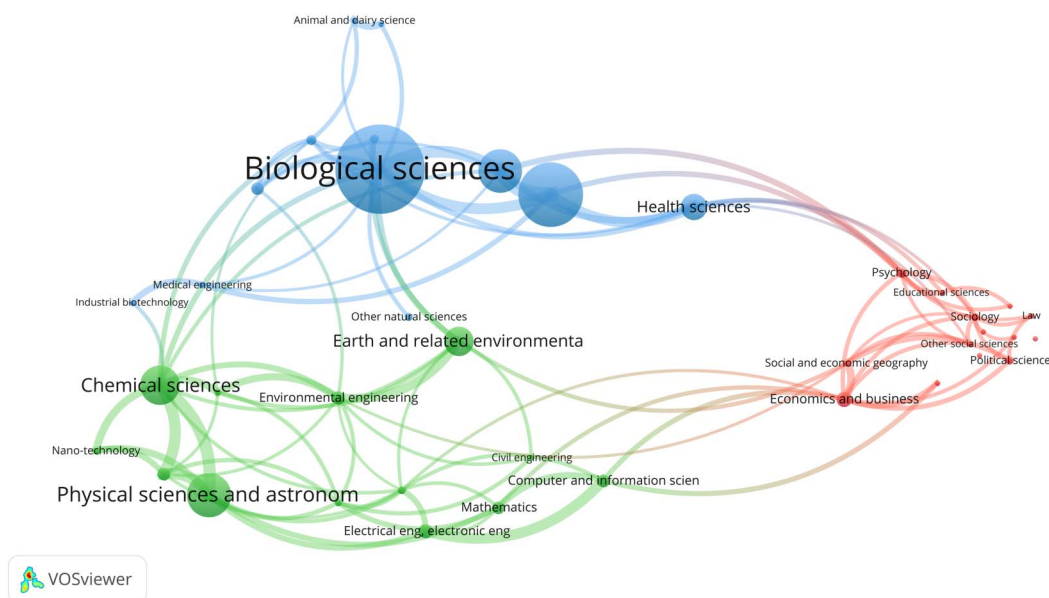 Animal and dairy science
Biological sciences
Health sciences
Psychology
Medical engineering
Educational sciences
Industrial biotechnology
Other natural sciences
Sociology
Law
Earth and related environmenta
Other social sciences
Social and economic geography
Political science
Chemical sciences
Environmental engineering
Economics and business
Nano-technology
Civil engineering
Computer and information scien
Physical sciences and astronom
Mathematics
Electrical eng, electronic eng
VOSviewer